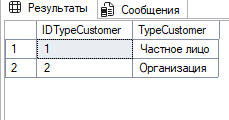 Результаты Сообщения
IDTypeCustomer TypeCustomer
1 1 Частное лицо
2 2 Организация